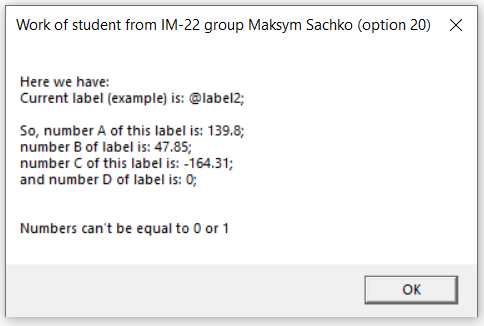 Work of student from IM-22 group Maksym Sachko (option 20)
Here we have:
Current label (example) is: @label2;
So, number A of this label is: 139.8;
number B of label is: 47.85;
number C of this label is: -164.31;
and number D of label is: 0;
Numbers can't be equal to 0 or 1
OK